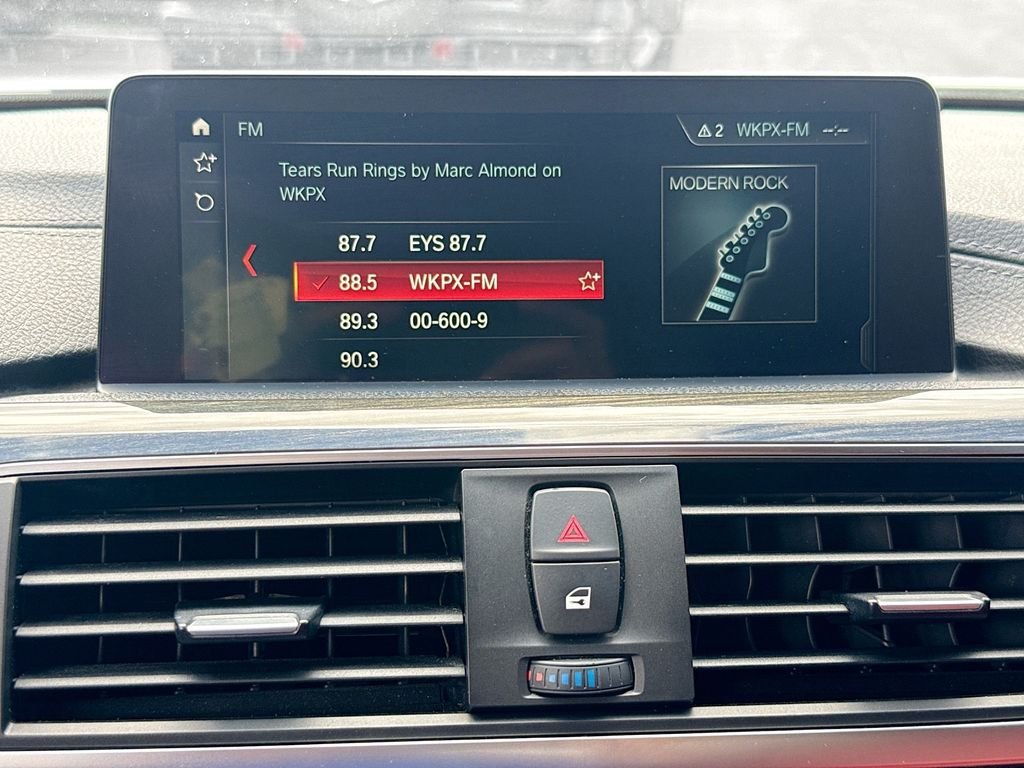 FM
2 WKPX-FM --:--
Tears Run Rings by Marc Almond on
WKPX
MODERN ROCK
87.7 EYS 87.7
88.5 WKPX-FM
89.3 00-600-9
90.3